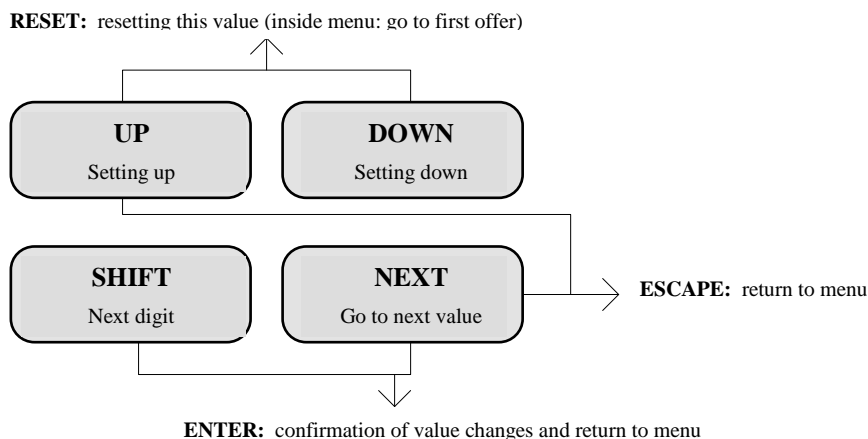 RESET: resetting this value (inside menu: go to first offer)
UP
Setting up
DOWN
Setting down
SHIFT
Next digit
NEXT
Go to next value
ESCAPE: return to menu
ENTER: confirmation of value changes and return to menu